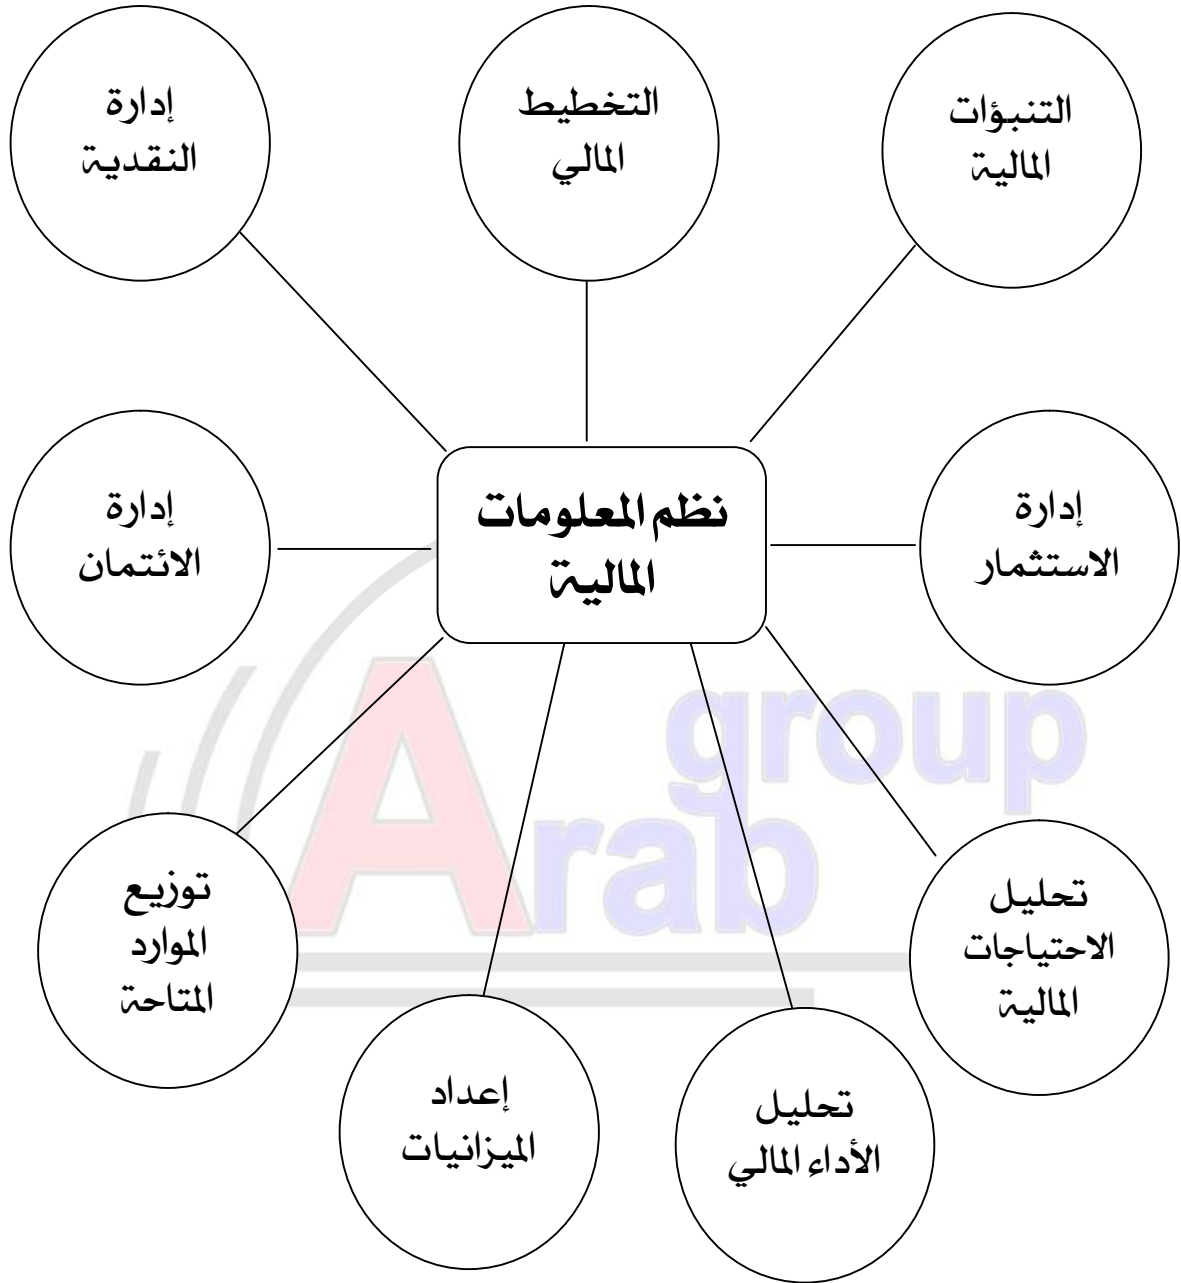 التنبؤات
المالية
التخطيط
المالي
إدارة
النقدية
إدارة
الاستثمار
نظم المعلومات
المالية
إدارة
الائتمان
تحليل
الاحتياجات
المالية
توزيع
الموارد
المتاحة
تحليل
الأداء المالي
إعداد
الميزانيات
group
Arab